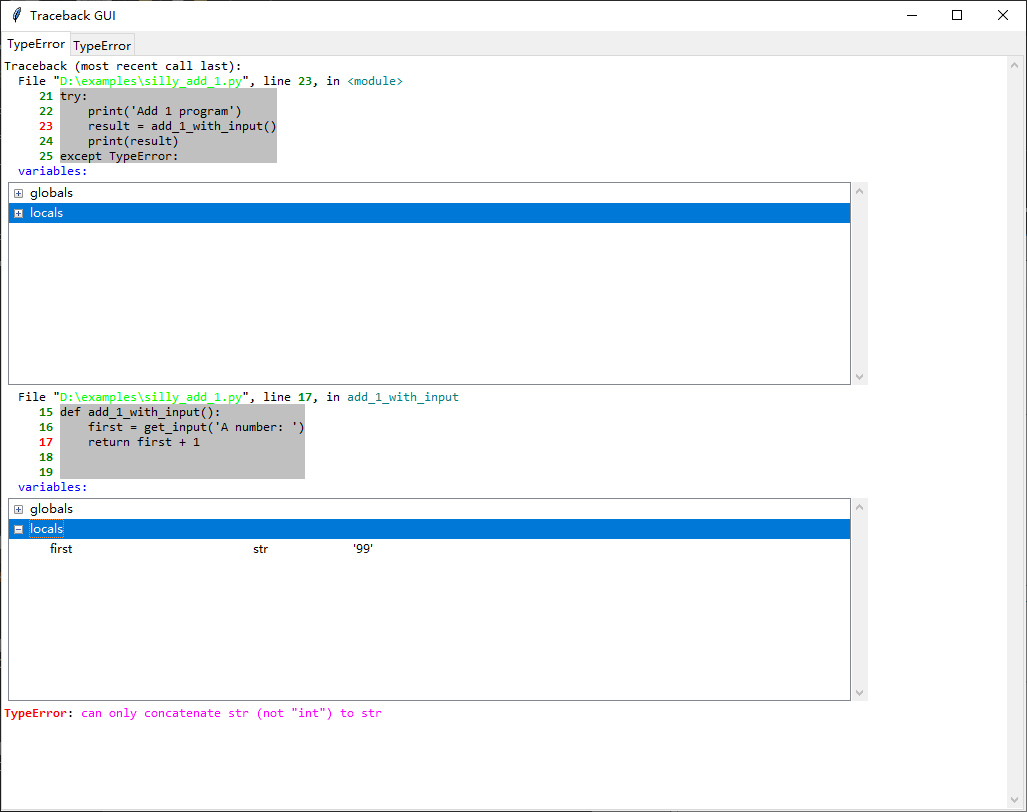 Traceback GUI
TypeError TypeError
Traceback (most recent call last):
File "D:\examples\silly_add_1.py", line 23, in <module>
21 try:
22 print('Add 1 program')
23 result = add_1_with_input()
24 print(result)
25 except TypeError:
variables:
globals
locals
File "D:\examples\silly_add_1.py", line 17, in add_1_with_input
15 def add_1_with_input():
16 first = get_input('A number: ')
17 return first + 1
18
19
variables:
globals
locals
first str '99'
TypeError: can only concatenate str (not "int") to str